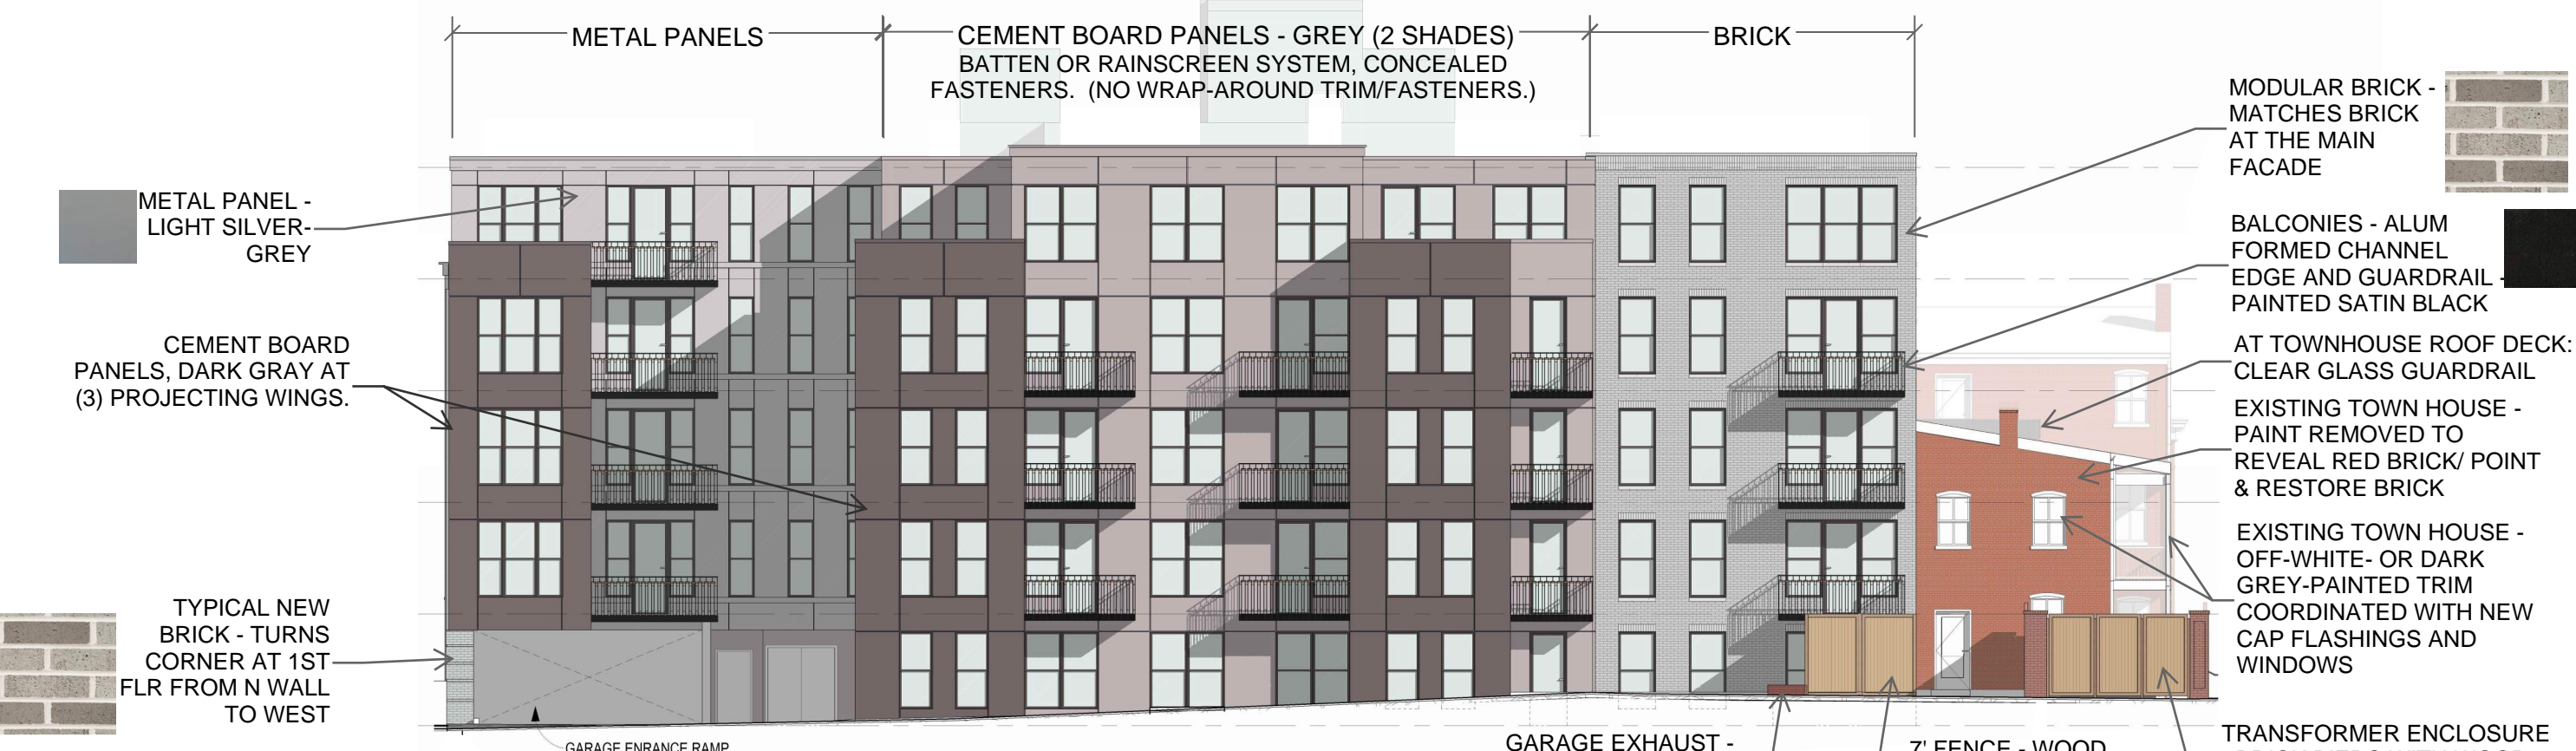 METAL PANELS
CEMENT BOARD PANELS - GREY (2 SHADES)
BATTEN OR RAINSCREEN SYSTEM, CONCEALED
FASTENERS. (NO WRAP-AROUND TRIM/FASTENERS.)
BRICK
METAL PANEL -
LIGHT SILVER-
GREY
CEMENT BOARD
PANELS, DARK GRAY AT
(3) PROJECTING WINGS.
TYPICAL NEW
BRICK - TURNS
CORNER AT 1ST
FLR FROM N WALL
TO WEST
GARAGE ENRANCE RAMP
MODULAR BRICK -
MATCHES BRICK
AT THE MAIN
FACADE
BALCONIES - ALUM
FORMED CHANNEL
EDGE AND GUARDRAIL -
PAINTED SATIN BLACK
AT TOWNHOUSE ROOF DECK:
CLEAR GLASS GUARDRAIL
EXISTING TOWN HOUSE -
PAINT REMOVED TO
REVEAL RED BRICK/ POINT
& RESTORE BRICK
EXISTING TOWN HOUSE -
OFF-WHITE- OR DARK
GREY-PAINTED TRIM
COORDINATED WITH NEW
CAP FLASHINGS AND
WINDOWS
GARAGE EXHAUST -
7' FENCE - WOOD
TRANSFORMER ENCLOSURE